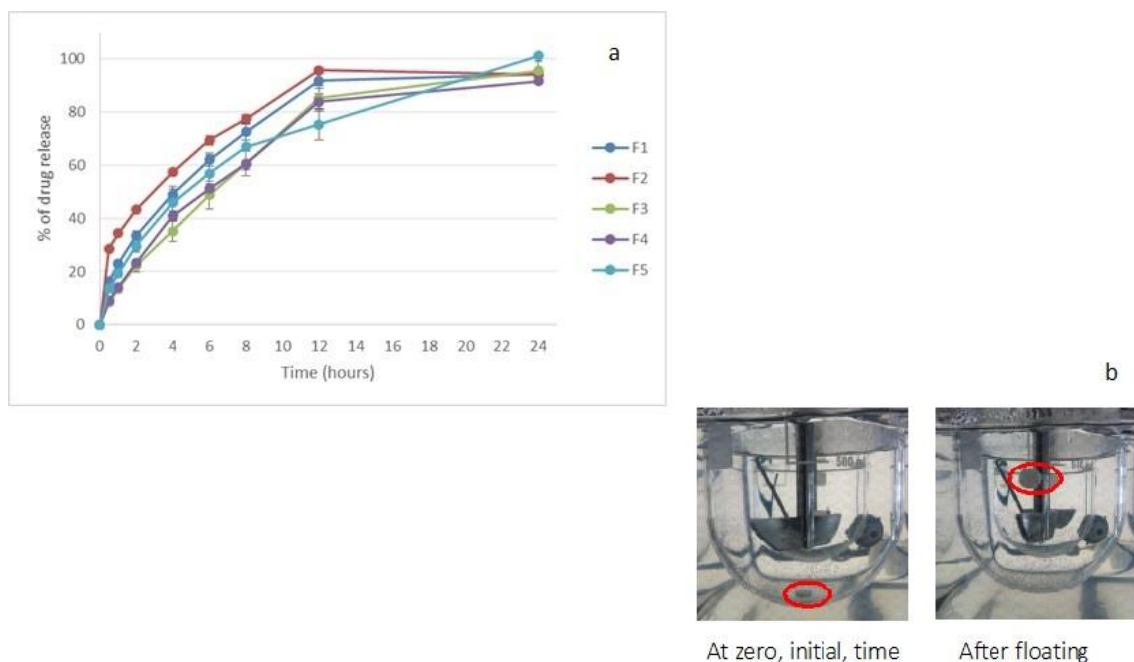 a
% of drug release
100
80
60
40
20
0
0 2 4 6 8 10 12 14 16 18 20 22 24
Time (hours)
F1
F2
F3
F4
F5
b
500
At zero, initial, time
After floating